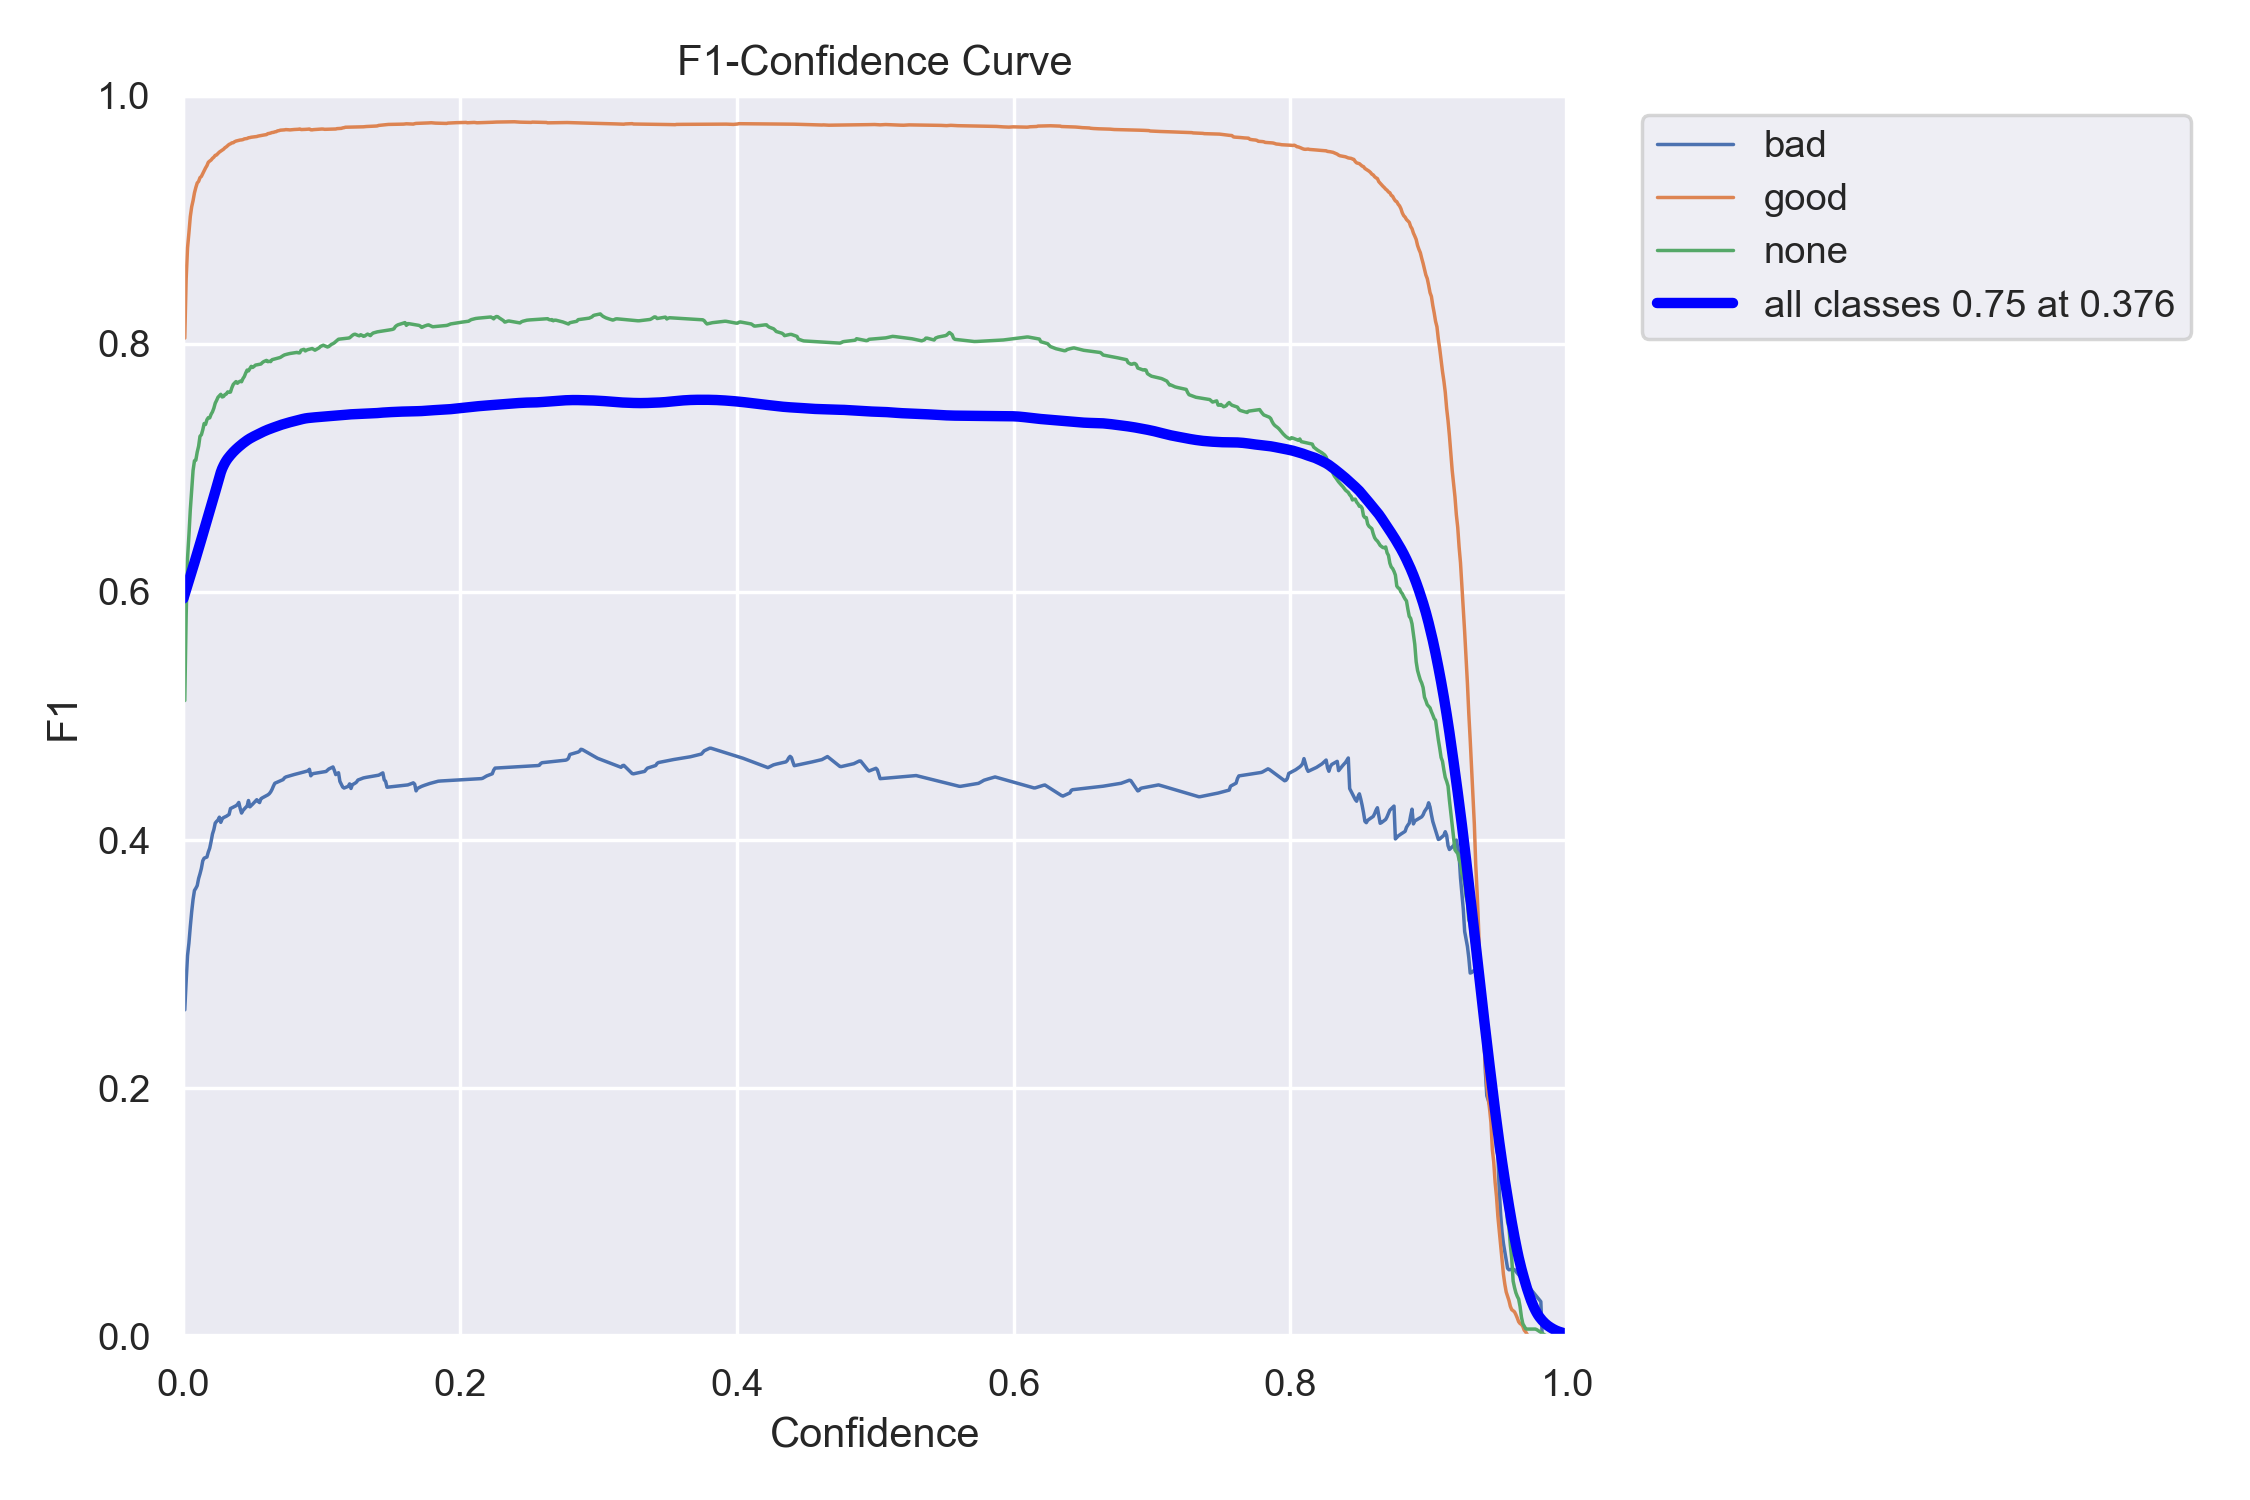 F1-Confidence Curve
1.0
0.8
0.6
0.4
0.2
0.0
F1
0.0 0.2 0.4 0.6 0.8 1.0
Confidence
bad
good
none
all classes 0.75 at 0.376